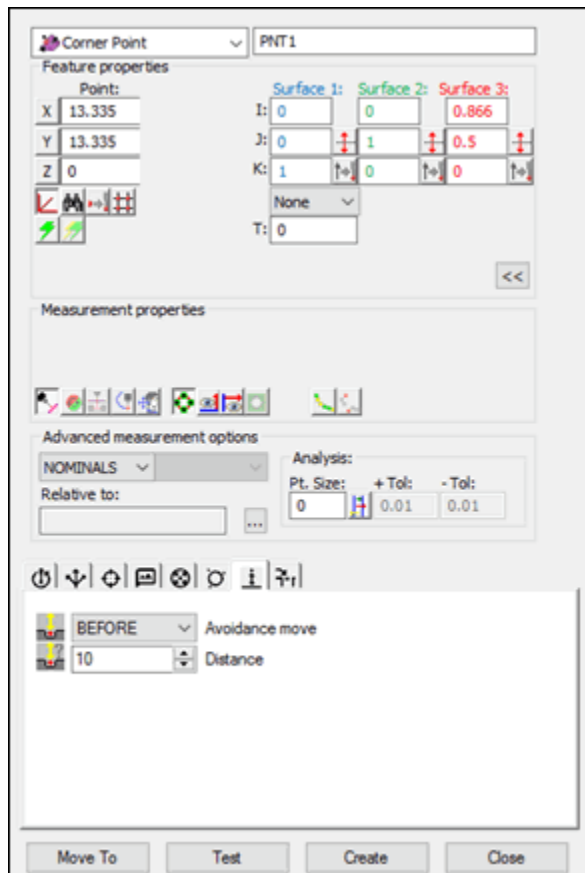 Corner Point PNT1
Feature properties
Point: Surface 1: Surface 2: Surface 3:
X 13.335 I: 0 0 0.866
Y 13.335 J: 0 1 0.5
Z 0 K: 1 0 0
None
T: 0
<<
Measurement properties
Advanced measurement options
NOMINALS
Analysis:
Pt. Size: + Tol: - Tol:
Relative to:
0 0.01 0.01
...
BEFORE Avoidance move
10 Distance
Move To Test Create Close